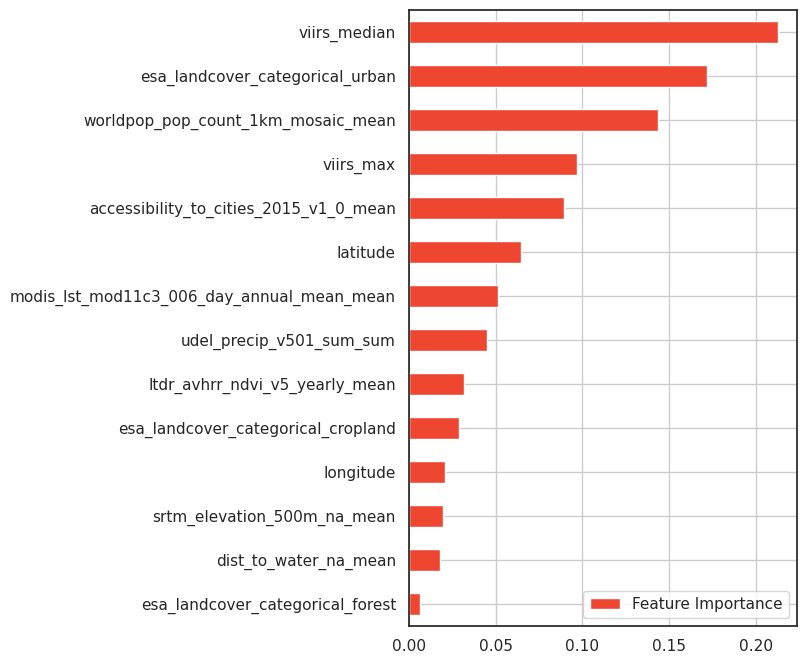 viirs_median
esa_landcover_categorical_urban
worldpop_pop_count_1km_mosaic_mean
viirs_max
accessibility_to_cities_2015_v1_0_mean
latitude
modis_lst_mod11c3_006_day_annual_mean_mean
udel_precip_v501_sum_sum
ltdr_avhrr_ndvi_v5_yearly_mean
esa_landcover_categorical_cropland
longitude
srtm_elevation_500m_na_mean
dist_to_water_na_mean
esa_landcover_categorical_forest
Feature Importance
0.00 0.05 0.10 0.15 0.20